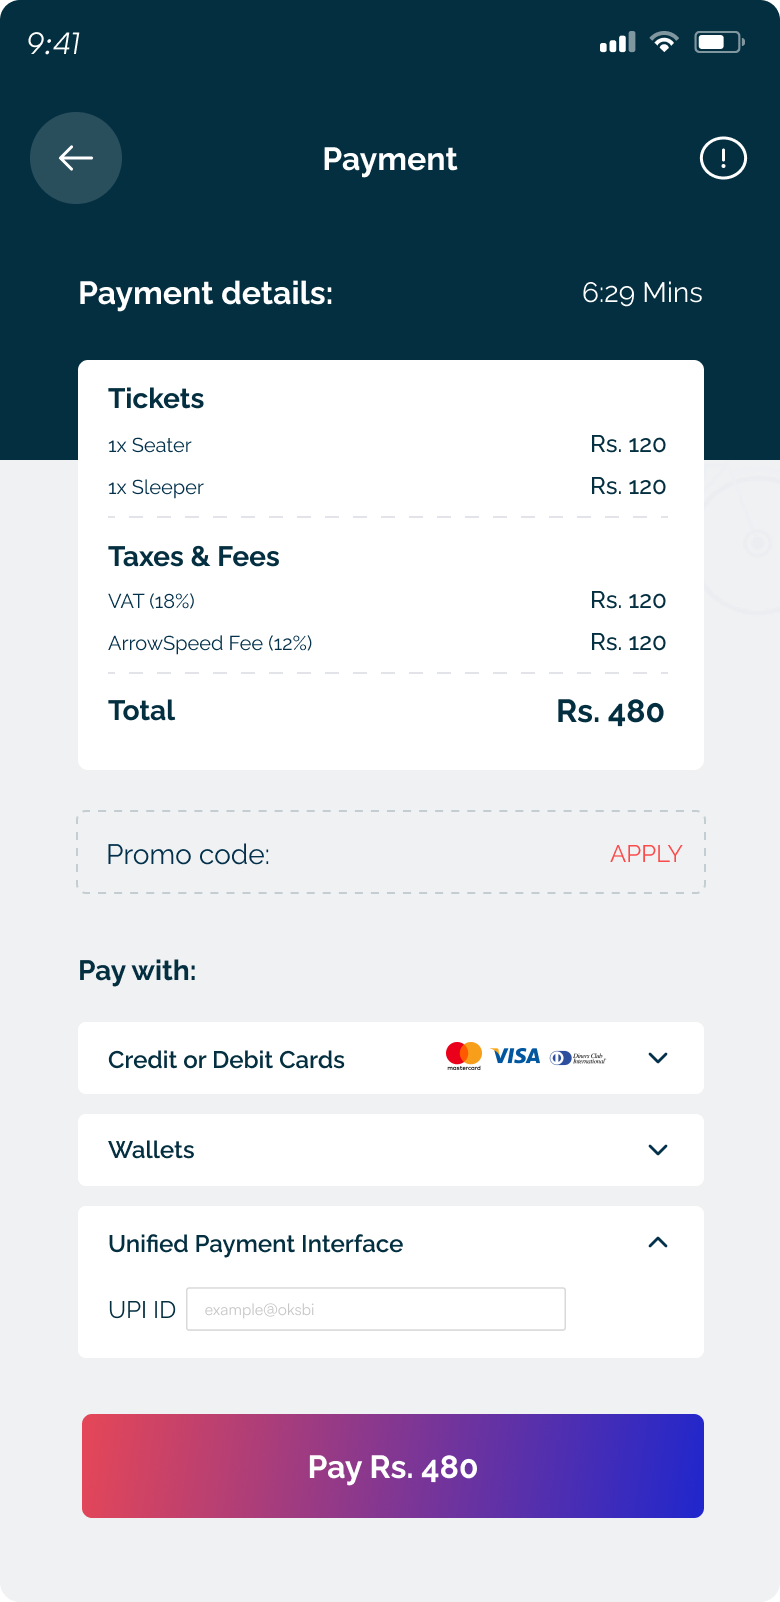 9:41
Payment
Payment details: 6:29 Mins
Tickets
1x Seater Rs. 120
1x Sleeper Rs. 120
Taxes & Fees
VAT (18%) Rs. 120
ArrowSpeed Fee (12%) Rs. 120
Total Rs. 480
Promo code: APPLY
Pay with:
Credit or Debit Cards mastercard VISA Diners Club International
Wallets
Unified Payment Interface
UPI ID example@oksbi
Pay Rs. 480